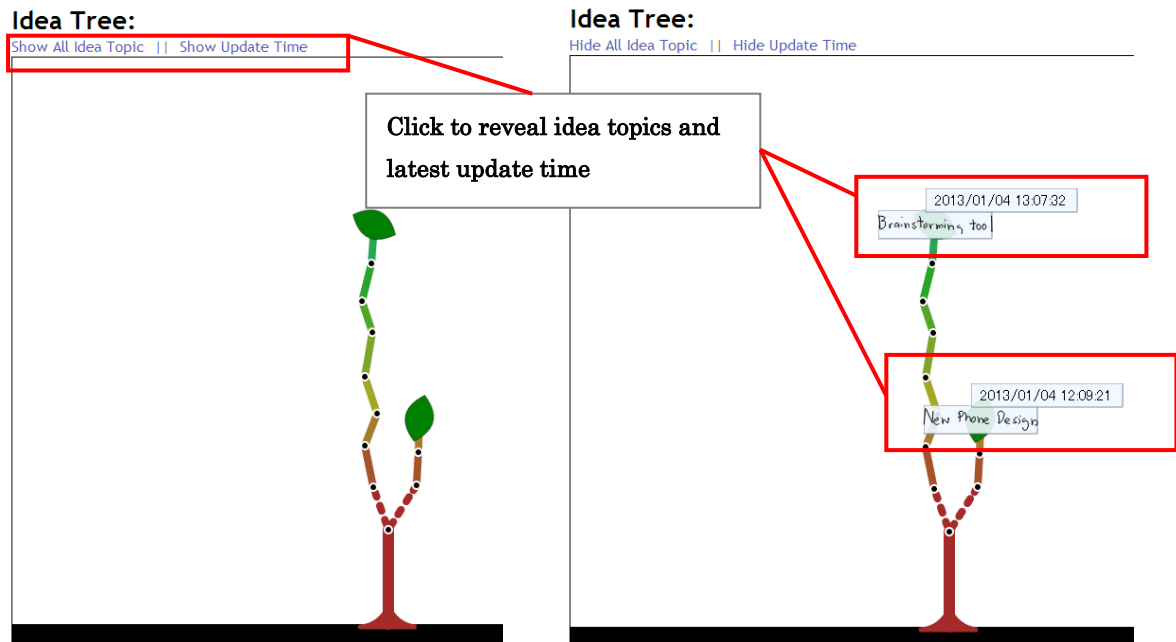 Idea Tree:
Show All Idea Topic || Show Update Time
Idea Tree:
Hide All Idea Topic || Hide Update Time
Click to reveal idea topics and
latest update time
2013/01/04 13:07:32
Brainstorming tool
2013/01/04 12:09:21
New Phone Design